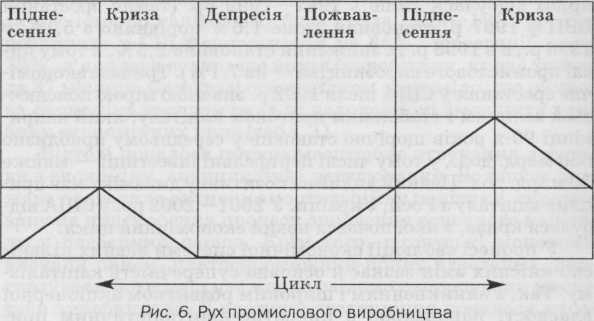 Підне-
сення
Криза
Депресія
Пожвав-
лення
Підне-
сення
Криза
Цикл
Рис. 6. Рух промислового виробництва